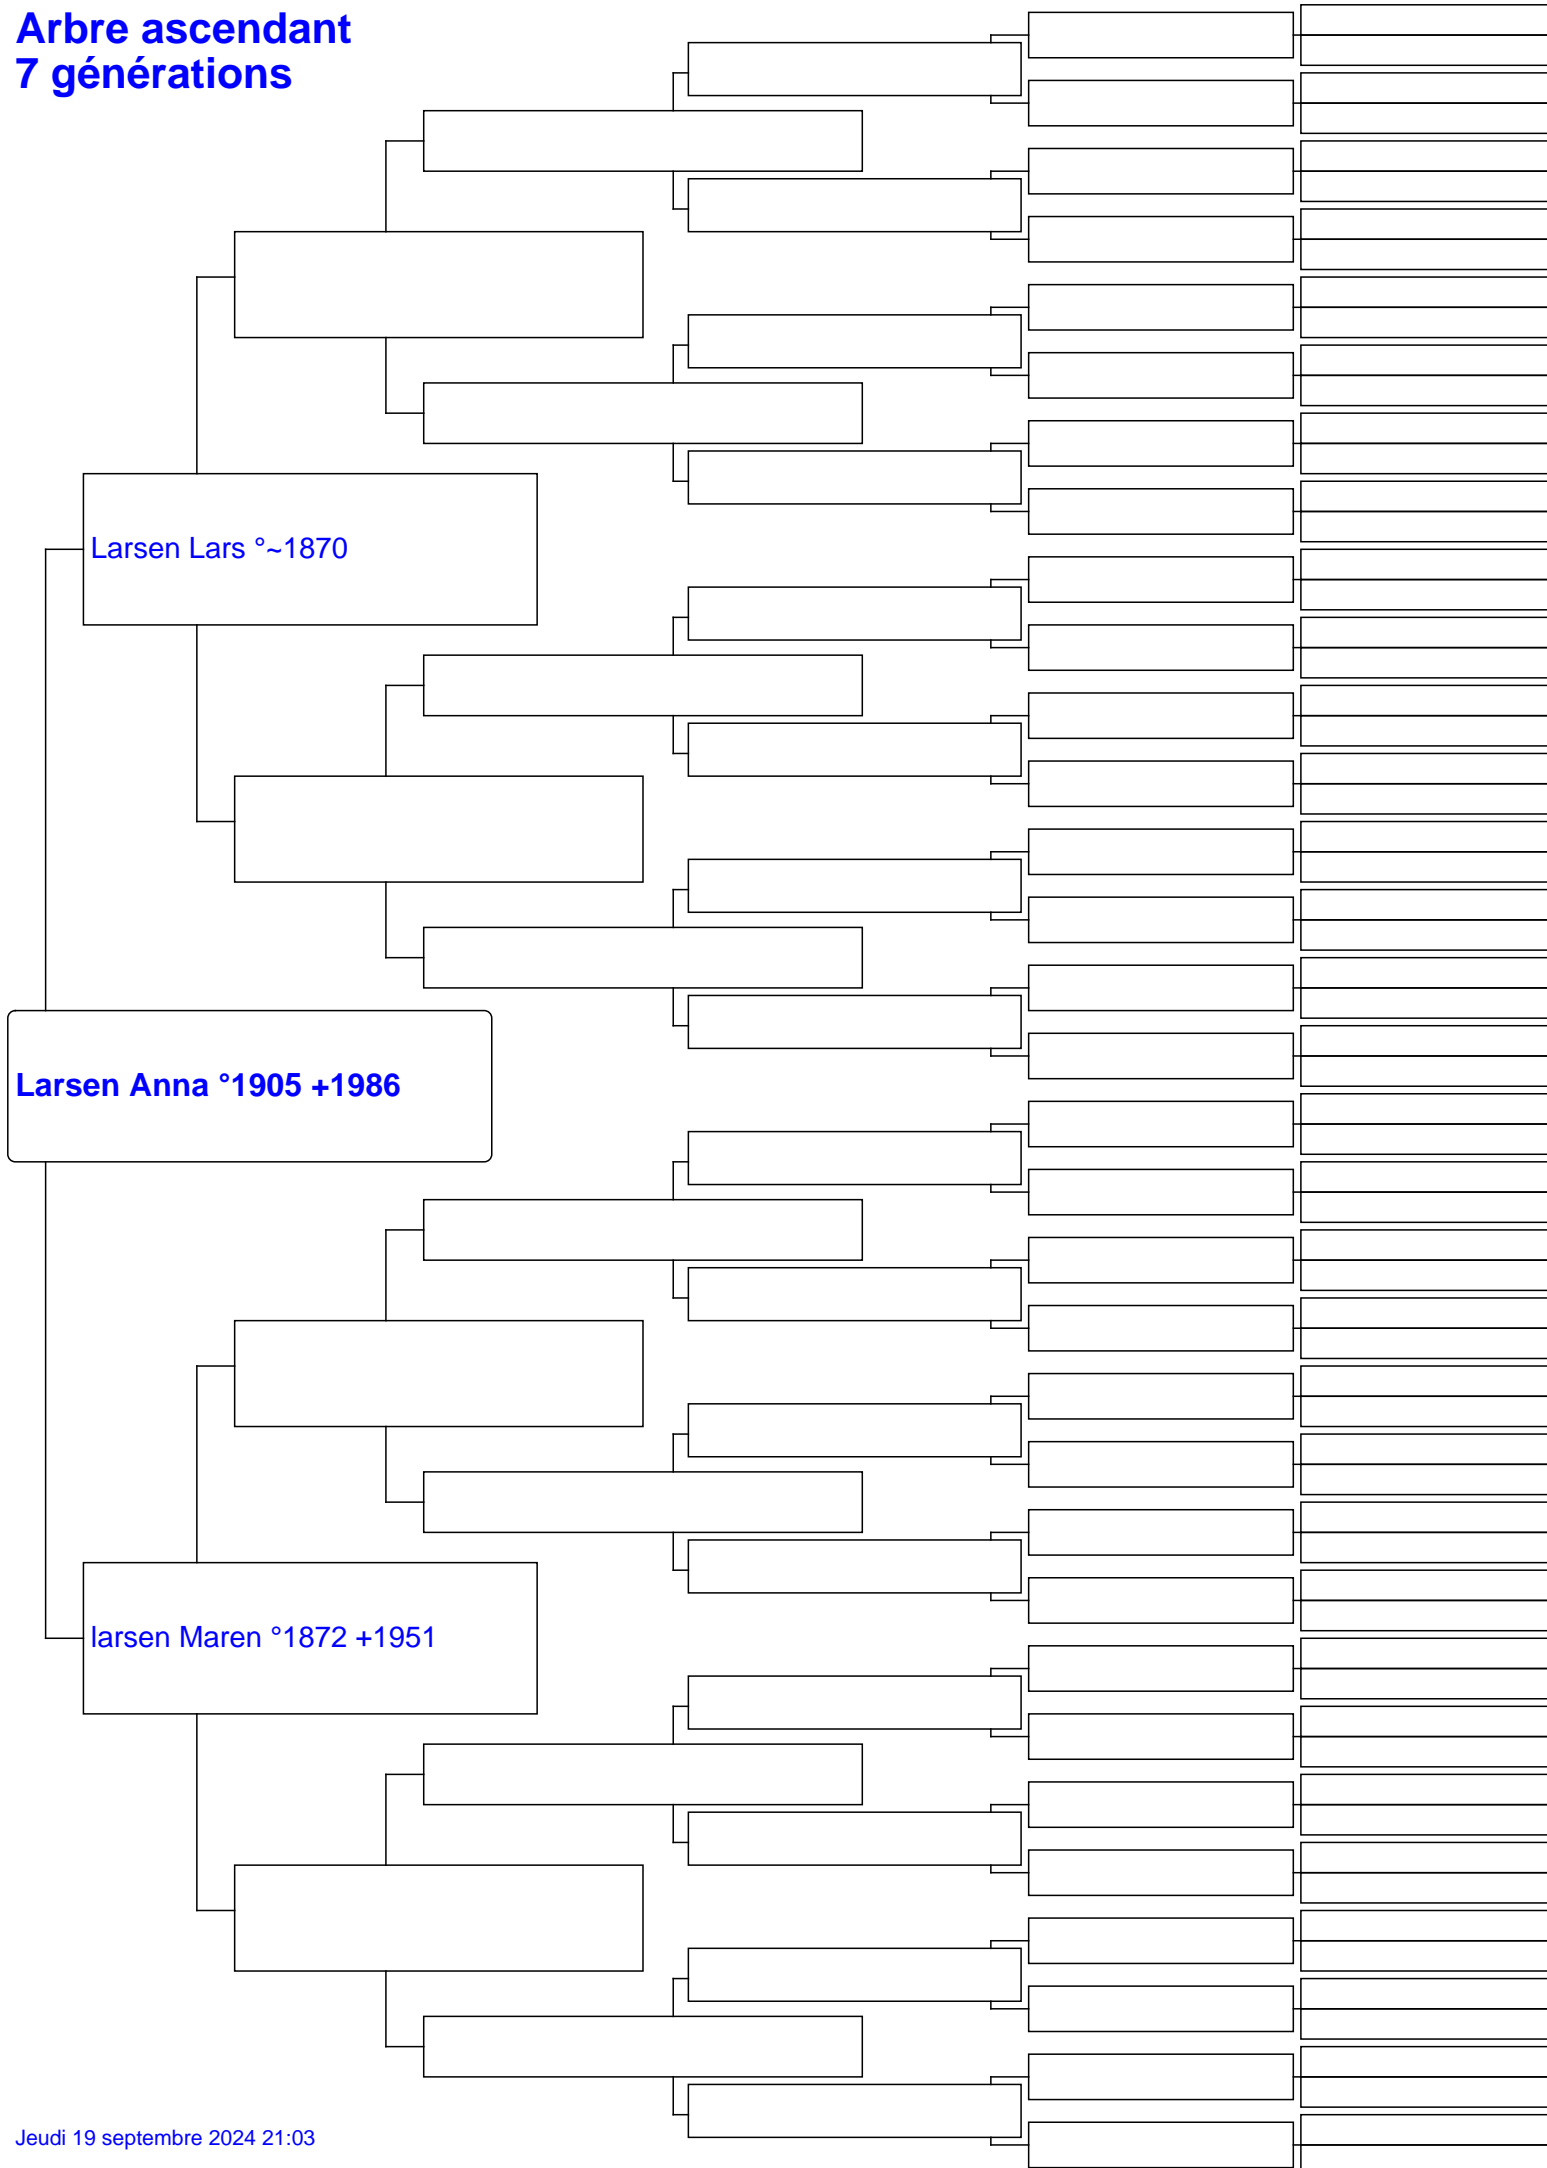 Arbre ascendant
7 générations
Larsen Lars °~1870
Larsen Anna °1905 +1986
larsen Maren °1872 +1951
Jeudi 19 septembre 2024 21:03